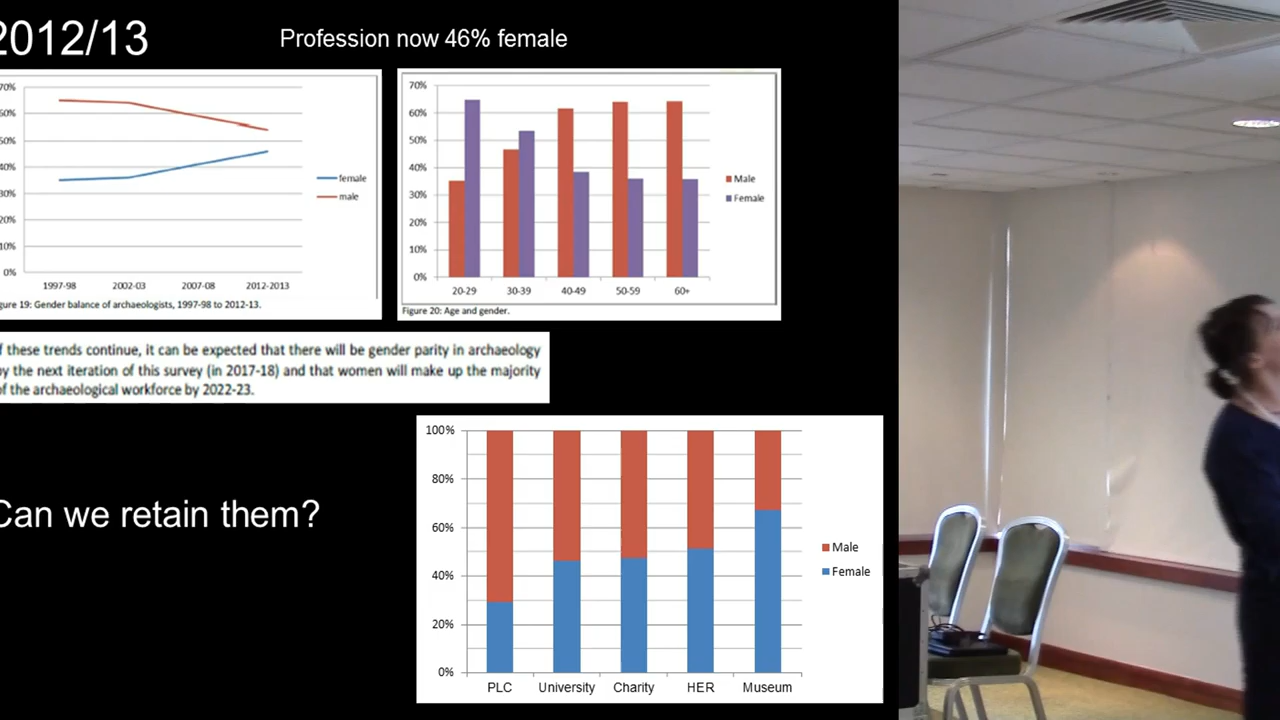 2012/13
Profession now 46% female
70%
60%
50%
40%
30%
20%
10%
0%
1997-98 2002-03 2007-08 2012-2013
female
male
gure 19: Gender balance of archaeologists, 1997-98 to 2012-13.
70%
60%
50%
40%
30%
20%
10%
0%
20-29 30-39 40-49 50-59 60+
Male
Female
Figure 20: Age and gender.
f these trends continue, it can be expected that there will be gender parity in archaeology
by the next iteration of this survey (in 2017-18) and that women will make up the majority
of the archaeological workforce by 2022-23.
Can we retain them?
100%
80%
60%
40%
20%
0%
PLC University Charity HER Museum
Male
Female